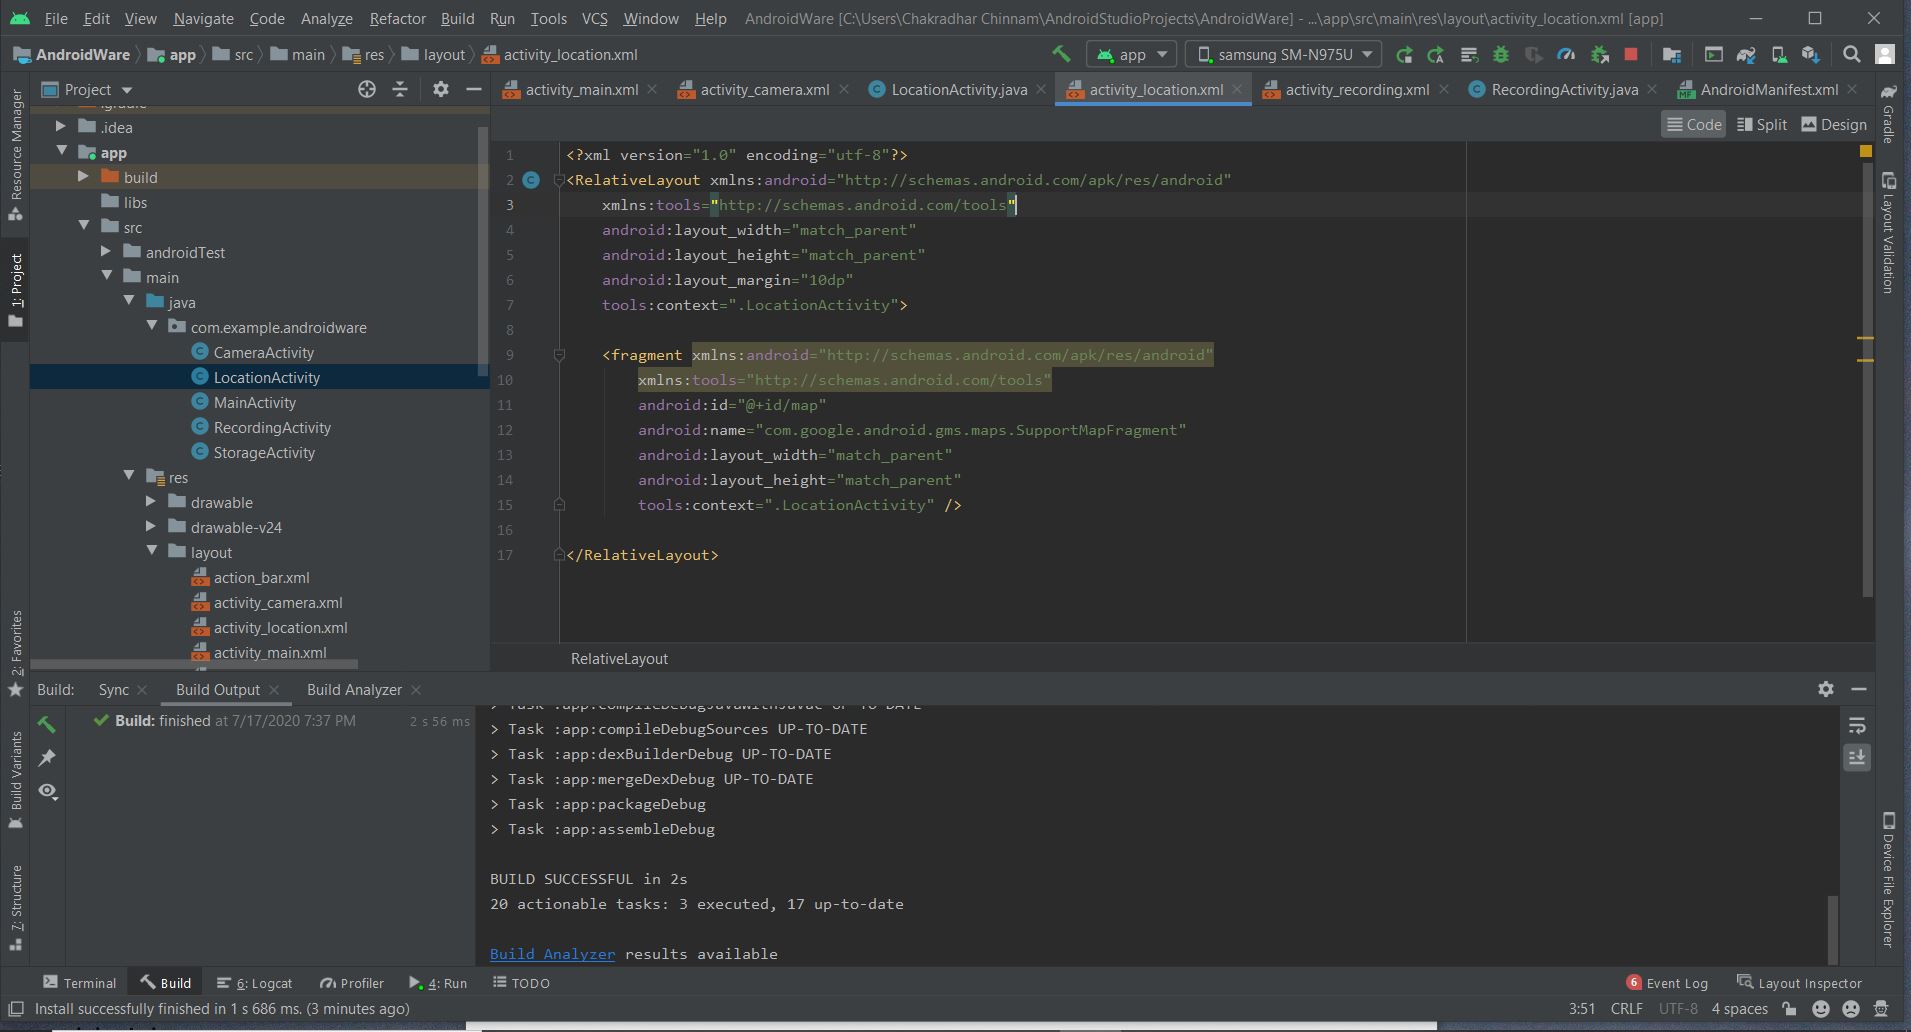 File Edit View Navigate Code Analyze Refactor Build Run Tools VCS Window Help AndroidWare [C:\Users\Chakradhar Chinnam\AndroidStudioProjects\AndroidWare] - ...\app\src\main\res\layout\activity_location.xml [app]
AndroidWare app src main res layout activity_location.xml app samsung SM-N975U
Project
activity_main.xml activity_camera.xml LocationActivity.java activity_location.xml activity_recording.xml RecordingActivity.java AndroidManifest.xml
Code Split Design
Resource Manager
1: Project
2: Favorites
Build Variants
7: Structure
.idea
app
build
libs
src
androidTest
main
java
com.example.androidware
CameraActivity
LocationActivity
MainActivity
RecordingActivity
StorageActivity
res
drawable
drawable-v24
layout
action_bar.xml
activity_camera.xml
activity_location.xml
activity_main.xml
1 <?xml version="1.0" encoding="utf-8"?>
2 <RelativeLayout xmlns:android="http://schemas.android.com/apk/res/android"
3 xmlns:tools="http://schemas.android.com/tools"
4 android:layout_width="match_parent"
5 android:layout_height="match_parent"
6 android:layout_margin="10dp"
7 tools:context=".LocationActivity">
8
9 <fragment xmlns:android="http://schemas.android.com/apk/res/android"
10 xmlns:tools="http://schemas.android.com/tools"
11 android:id="@+id/map"
12 android:name="com.google.android.gms.maps.SupportMapFragment"
13 android:layout_width="match_parent"
14 android:layout_height="match_parent"
15 tools:context=".LocationActivity" />
16
17 </RelativeLayout>
RelativeLayout
Gradle
Layout Validation
Device File Explorer
Build: Sync Build Output Build Analyzer
Build: finished at 7/17/2020 7:37 PM 2 s 56 ms
> Task :app:compileDebugJavaWithJavac UP-TO-DATE
> Task :app:compileDebugSources UP-TO-DATE
> Task :app:dexBuilderDebug UP-TO-DATE
> Task :app:mergeDexDebug UP-TO-DATE
> Task :app:packageDebug
> Task :app:assembleDebug
BUILD SUCCESSFUL in 2s
20 actionable tasks: 3 executed, 17 up-to-date
Build Analyzer results available
Terminal Build 6: Logcat Profiler 4: Run TODO 6 Event Log Layout Inspector
Install successfully finished in 1 s 686 ms. (3 minutes ago) 3:51 CRLF UTF-8 4 spaces